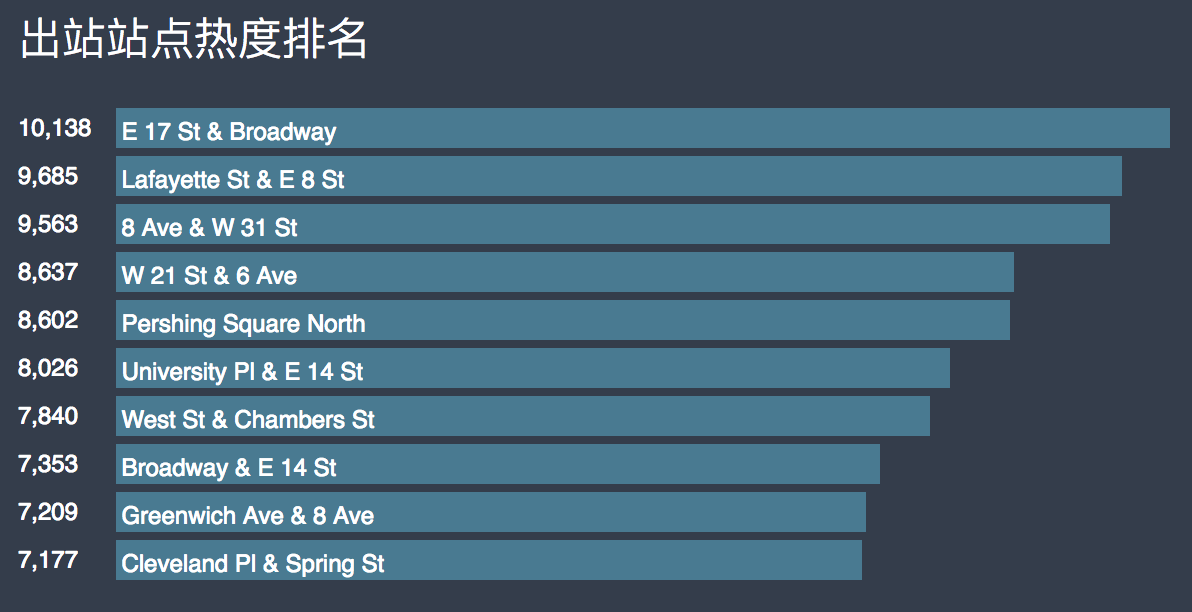 出站站点热度排名
10,138 E 17 St & Broadway
9,685 Lafayette St & E 8 St
9,563 8 Ave & W 31 St
8,637 W 21 St & 6 Ave
8,602 Pershing Square North
8,026 University Pl & E 14 St
7,840 West St & Chambers St
7,353 Broadway & E 14 St
7,209 Greenwich Ave & 8 Ave
7,177 Cleveland Pl & Spring St